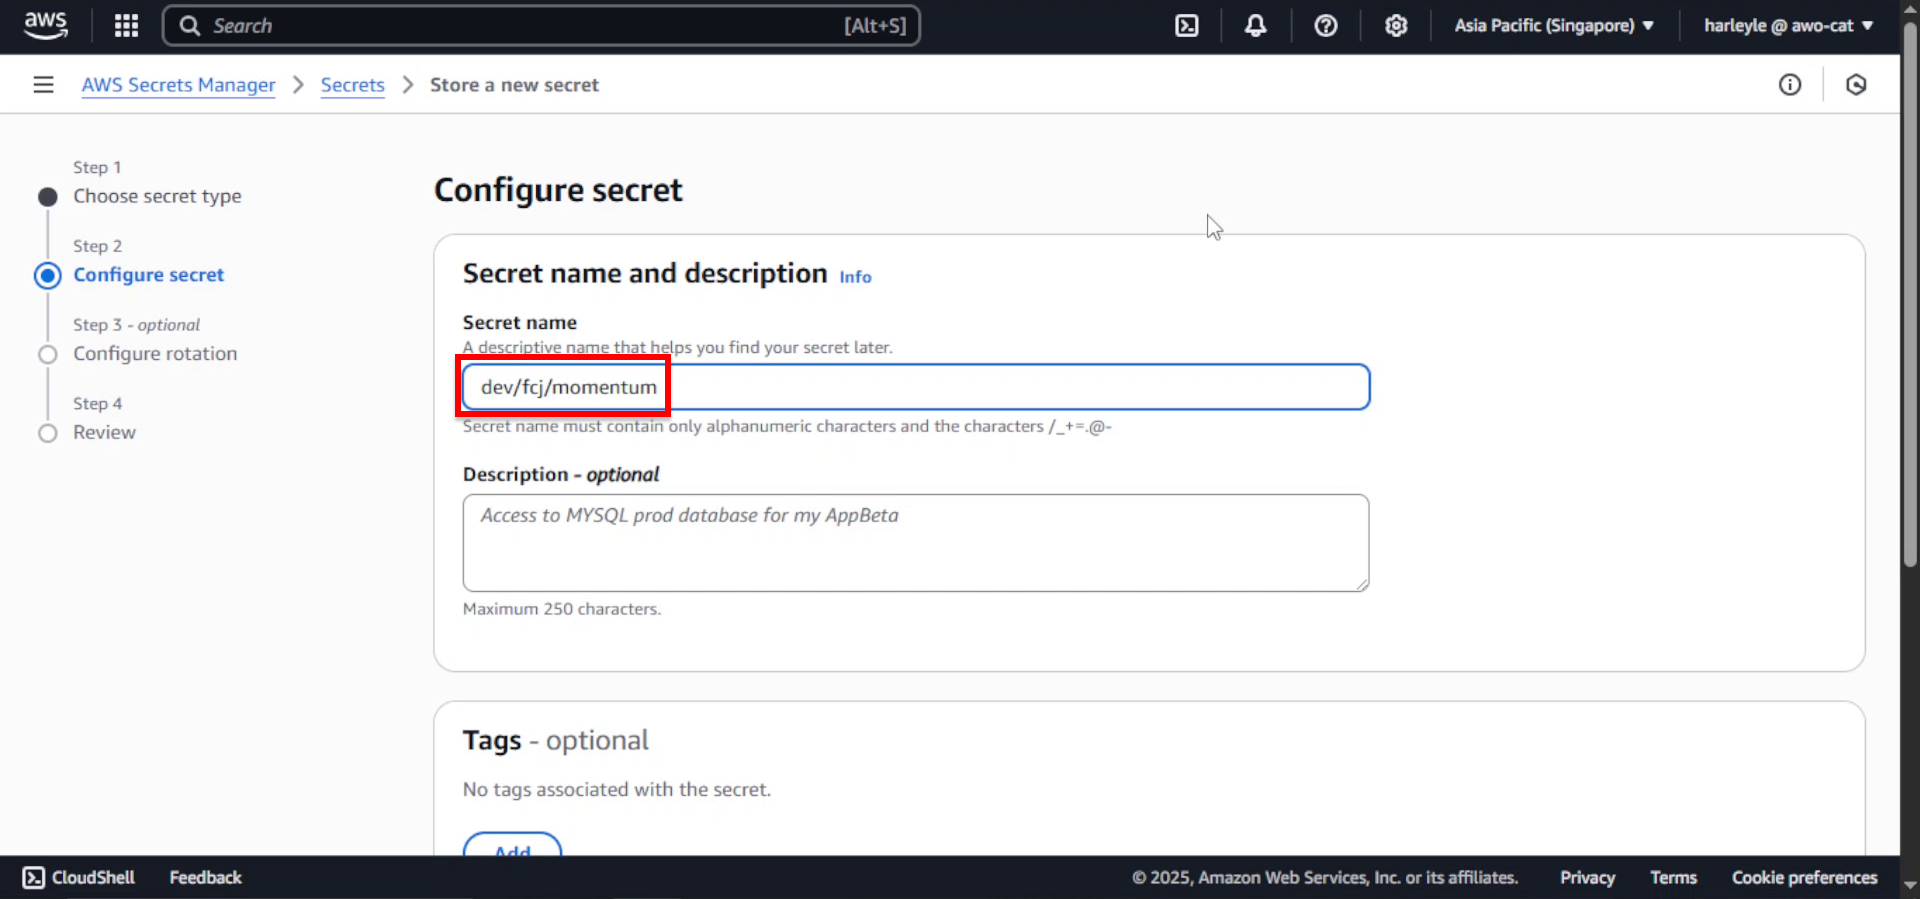 aws
Search [Alt+S]
Asia Pacific (Singapore)
harleyle @ awo-cat
AWS Secrets Manager
Secrets
Store a new secret
Step 1
Choose secret type
Step 2
Configure secret
Step 3 - optional
Configure rotation
Step 4
Review
Configure secret
Secret name and description Info
Secret name
A descriptive name that helps you find your secret later.
dev/fcj/momentum
Secret name must contain only alphanumeric characters and the characters /_+=.@-
Description - optional
Access to MYSQL prod database for my AppBeta
Maximum 250 characters.
Tags - optional
No tags associated with the secret.
Add
CloudShell
Feedback
© 2025, Amazon Web Services, Inc. or its affiliates.
Privacy
Terms
Cookie preferences